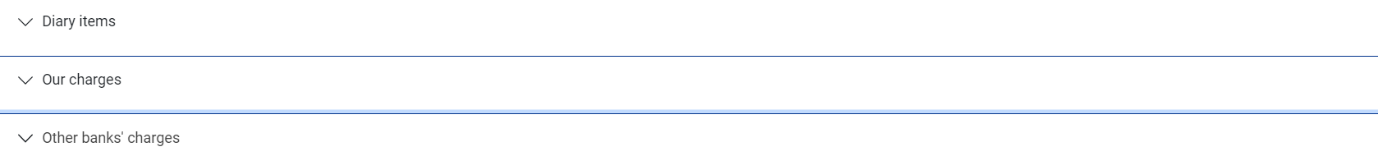 Diary items
Our charges
Other banks' charges